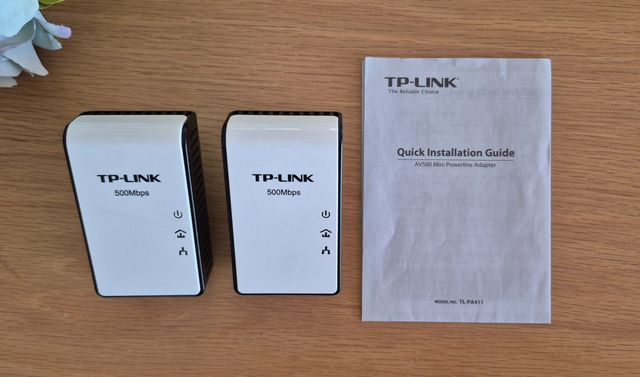 TP-LINK
500Mbps
TP-LINK
500Mbps
TP-LINK®
The Reliable Choice
Quick Installation Guide
AV500 Mini Powerline Adapter
MODEL NO. TL-PA411